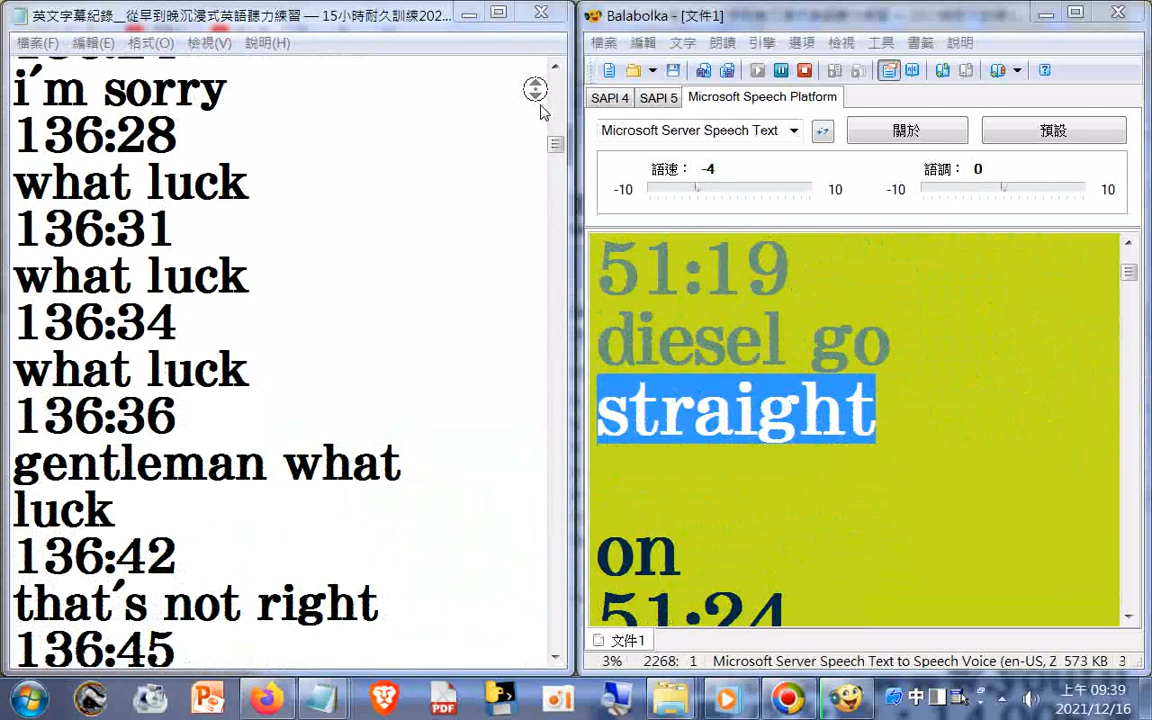 英文字幕紀錄__從早到晚沉浸式英語聽力練習 — 15小時耐久訓練202...
檔案(F) 編輯(E) 格式(O) 檢視(V) 說明(H)
i´m sorry
136:28
what luck
136:31
what luck
136:34
what luck
136:36
gentleman what
luck
136:42
that´s not right
136:45
Balabolka - [文件1]
檔案 編輯 文字 朗讀 引擎 選項 檢視 工具 書籤 說明
SAPI 4 SAPI 5 Microsoft Speech Platform
Microsoft Server Speech Text 關於 預設
語速： -4 語調： 0
-10 10 -10 10
51:19
diesel go
straight
on
51:24
文件1
3% 2268: 1 Microsoft Server Speech Text to Speech Voice (en-US, Z 573 KB 3
中
上午 09:39
2021/12/16